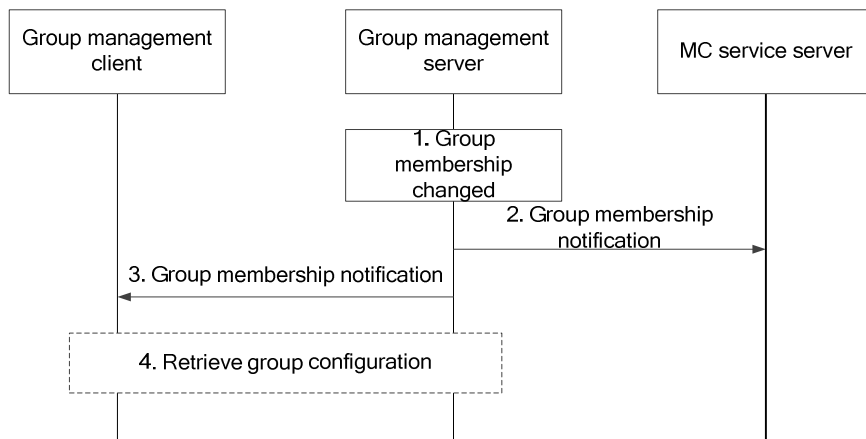 Group management
client
Group management
server
MC service server
1. Group
membership
changed
2. Group membership
notification
3. Group membership notification
4. Retrieve group configuration